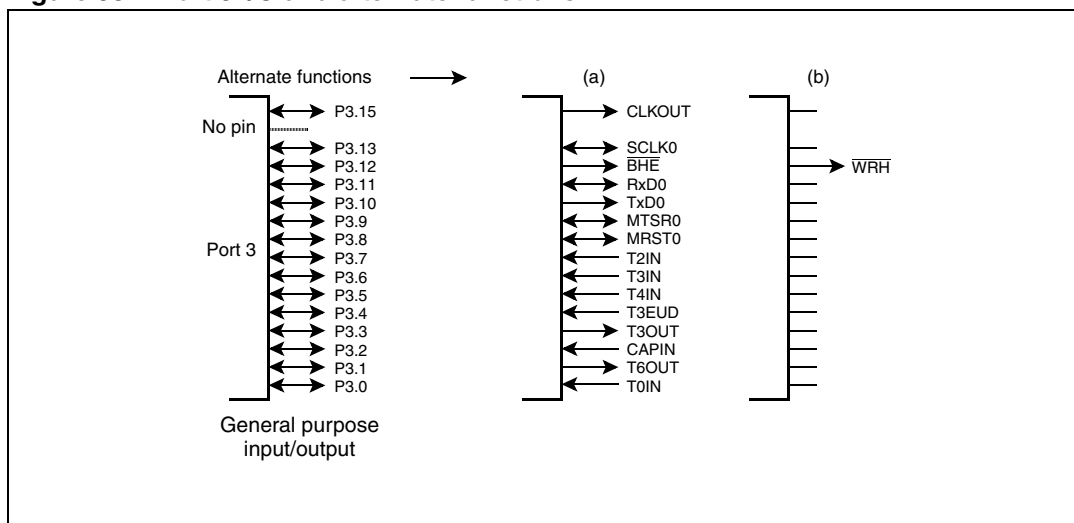 Alternate functions (a) (b)
P3.15 CLKOUT
No pin
P3.13 SCLK0
P3.12 BHE WRH
P3.11 RxD0
P3.10 TxD0
P3.9 MTSR0
Port 3 P3.8 MRST0
P3.7 T2IN
P3.6 T3IN
P3.5 T4IN
P3.4 T3EUD
P3.3 T3OUT
P3.2 CAPIN
P3.1 T6OUT
P3.0 T0IN
General purpose
input/output